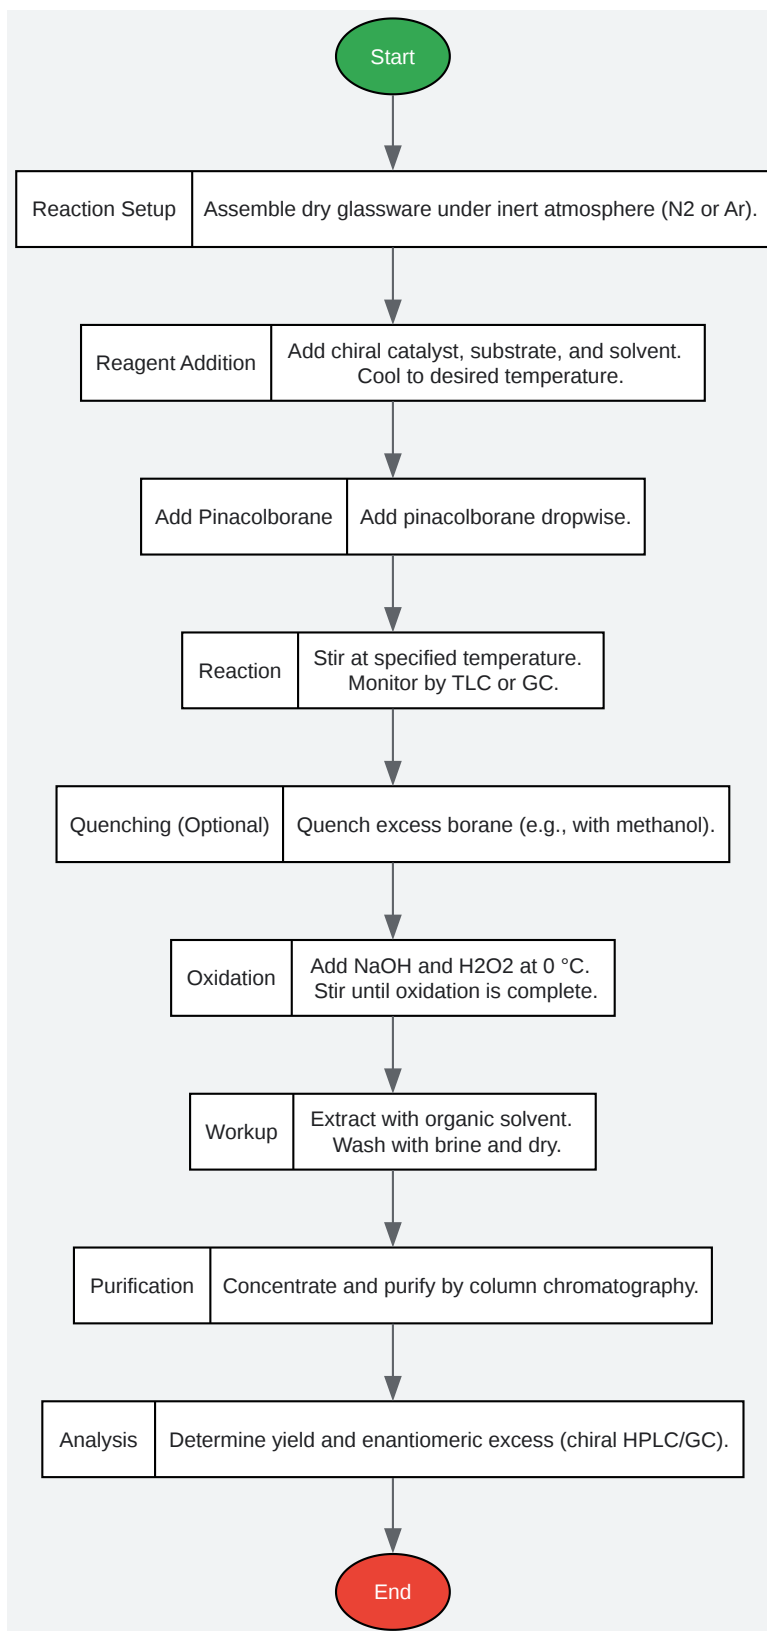 Start
Reaction Setup
Assemble dry glassware under inert atmosphere (N2 or Ar).
Reagent Addition
Add chiral catalyst, substrate, and solvent.
Cool to desired temperature.
Add Pinacolborane
Add pinacolborane dropwise.
Reaction
Stir at specified temperature.
Monitor by TLC or GC.
Quenching (Optional)
Quench excess borane (e.g., with methanol).
Oxidation
Add NaOH and H2O2 at 0 °C.
Stir until oxidation is complete.
Workup
Extract with organic solvent.
Wash with brine and dry.
Purification
Concentrate and purify by column chromatography.
Analysis
Determine yield and enantiomeric excess (chiral HPLC/GC).
End